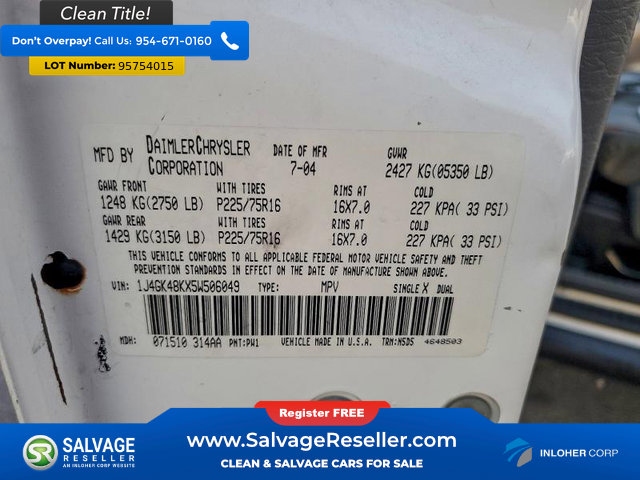 Clean Title!
Don't Overpay! Call Us: 954-671-0160
LOT Number: 95754015
MFD BY DAIMLERCHRYSLER CORPORATION DATE OF MFR 7-04 GVWR 2427 KG(05350 LB)
GAWR FRONT WITH TIRES RIMS AT COLD
1248 KG(2750 LB) P225/75R16 16X7.0 227 KPA( 33 PSI)
GAWR REAR WITH TIRES RIMS AT COLD
1429 KG(3150 LB) P225/75R16 16X7.0 227 KPA( 33 PSI)
THIS VEHICLE CONFORMS TO ALL APPLICABLE FEDERAL MOTOR VEHICLE SAFETY AND THEFT
PREVENTION STANDARDS IN EFFECT ON THE DATE OF MANUFACTURE SHOWN ABOVE.
VIN: 1J4GK48KX5W506049 TYPE: MPV SINGLE X DUAL
MDH: 071510 314AA PNT:PW1 VEHICLE MADE IN U.S.A. TRM:N5D5 4648503
Register FREE
SR
SALVAGE
RESELLER
AN INLOHER CORP WEBSITE
www.SalvageReseller.com
CLEAN & SALVAGE CARS FOR SALE
INLOHER CORP